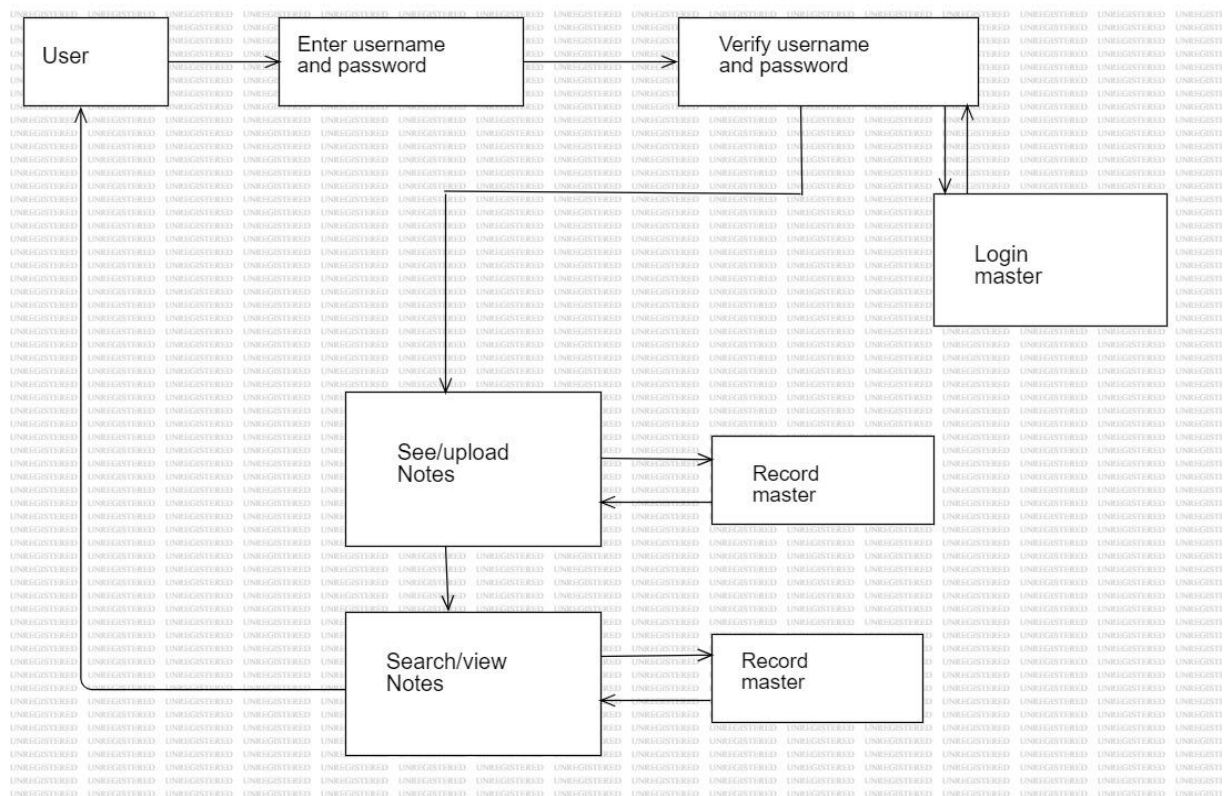 User
Enter username
and password
Verify username
and password
Login
master
See/upload
Notes
Record
master
Search/view
Notes
Record
master
UNREGISTERED